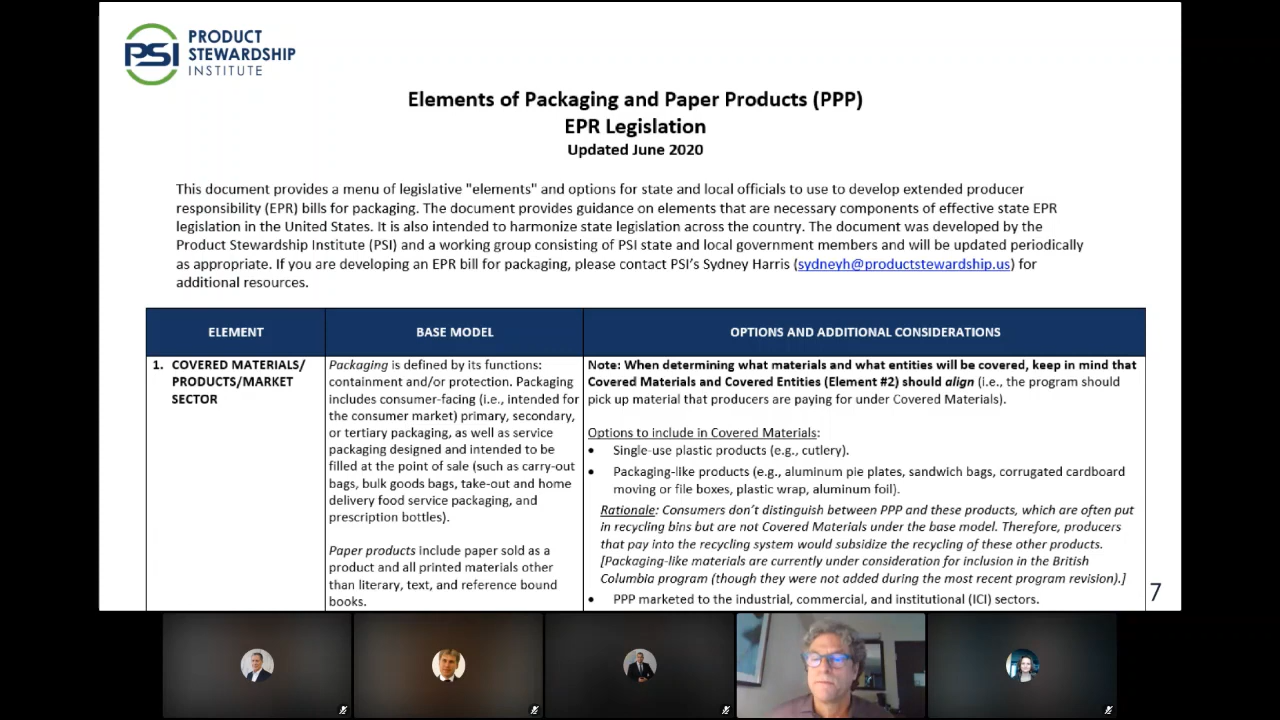 PSI PRODUCT
STEWARDSHIP
INSTITUTE
Elements of Packaging and Paper Products (PPP)
EPR Legislation
Updated June 2020
This document provides a menu of legislative "elements" and options for state and local officials to use to develop extended producer
responsibility (EPR) bills for packaging. The document provides guidance on elements that are necessary components of effective state EPR
legislation in the United States. It is also intended to harmonize state legislation across the country. The document was developed by the
Product Stewardship Institute (PSI) and a working group consisting of PSI state and local government members and will be updated periodically
as appropriate. If you are developing an EPR bill for packaging, please contact PSI's Sydney Harris (sydneyh@productstewardship.us) for
additional resources.
ELEMENT
BASE MODEL
OPTIONS AND ADDITIONAL CONSIDERATIONS
1. COVERED MATERIALS/
PRODUCTS/MARKET
SECTOR
Packaging is defined by its functions:
containment and/or protection. Packaging
includes consumer-facing (i.e., intended for
the consumer market) primary, secondary,
or tertiary packaging, as well as service
packaging designed and intended to be
filled at the point of sale (such as carry-out
bags, bulk goods bags, take-out and home
delivery food service packaging, and
prescription bottles).
Paper products include paper sold as a
product and all printed materials other
than literary, text, and reference bound
books.
Note: When determining what materials and what entities will be covered, keep in mind that
Covered Materials and Covered Entities (Element #2) should align (i.e., the program should
pick up material that producers are paying for under Covered Materials).
Options to include in Covered Materials:
• Single-use plastic products (e.g., cutlery).
• Packaging-like products (e.g., aluminum pie plates, sandwich bags, corrugated cardboard
moving or file boxes, plastic wrap, aluminum foil).
Rationale: Consumers don't distinguish between PPP and these products, which are often put
in recycling bins but are not Covered Materials under the base model. Therefore, producers
that pay into the recycling system would subsidize the recycling of these other products.
[Packaging-like materials are currently under consideration for inclusion in the British
Columbia program (though they were not added during the most recent program revision).]
• PPP marketed to the industrial, commercial, and institutional (ICI) sectors.
7